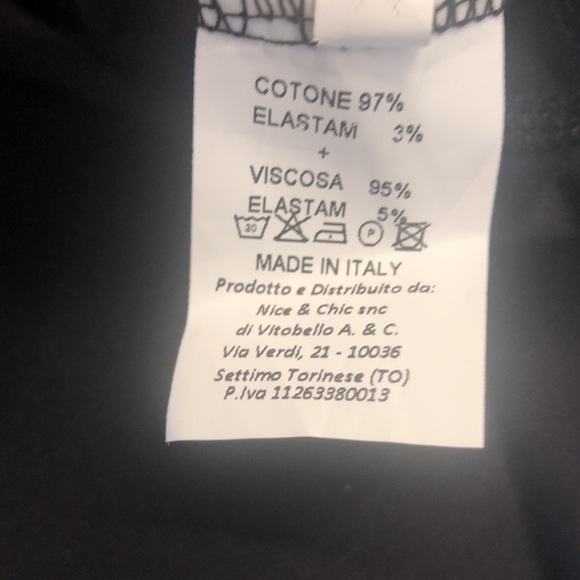 COTONE 97%
ELASTAM 3%
+
VISCOSA 95%
ELASTAM 5%
30 P
MADE IN ITALY
Prodotto e Distribuito da:
Nice & Chic snc
di Vitobello A. & C.
Via Verdi, 21 - 10036
Settimo Torinese (TO)
P.Iva 11263380013